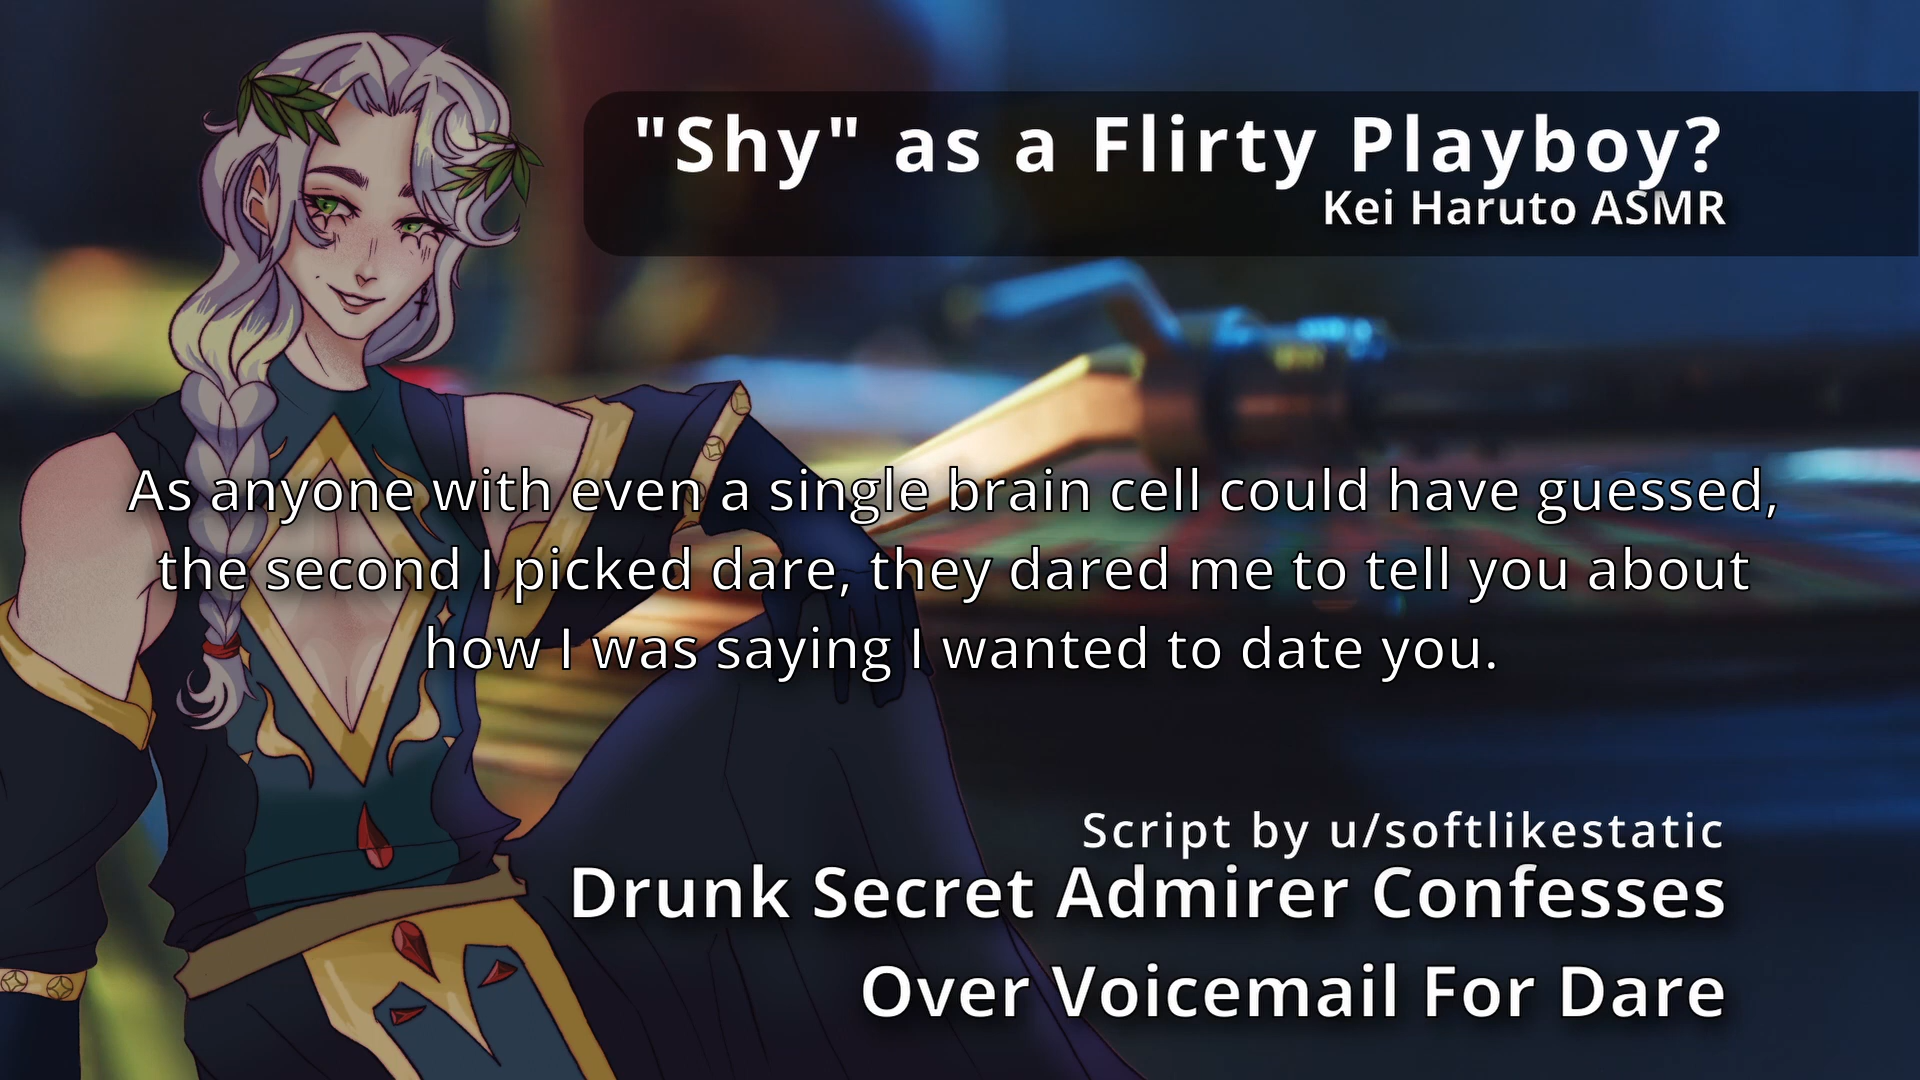 "Shy" as a Flirty Playboy?
Kei Haruto ASMR
As anyone with even a single brain cell could have guessed,
the second I picked dare, they dared me to tell you about
how I was saying I wanted to date you.
Script by u/softlikestatic
Drunk Secret Admirer Confesses
Over Voicemail For Dare